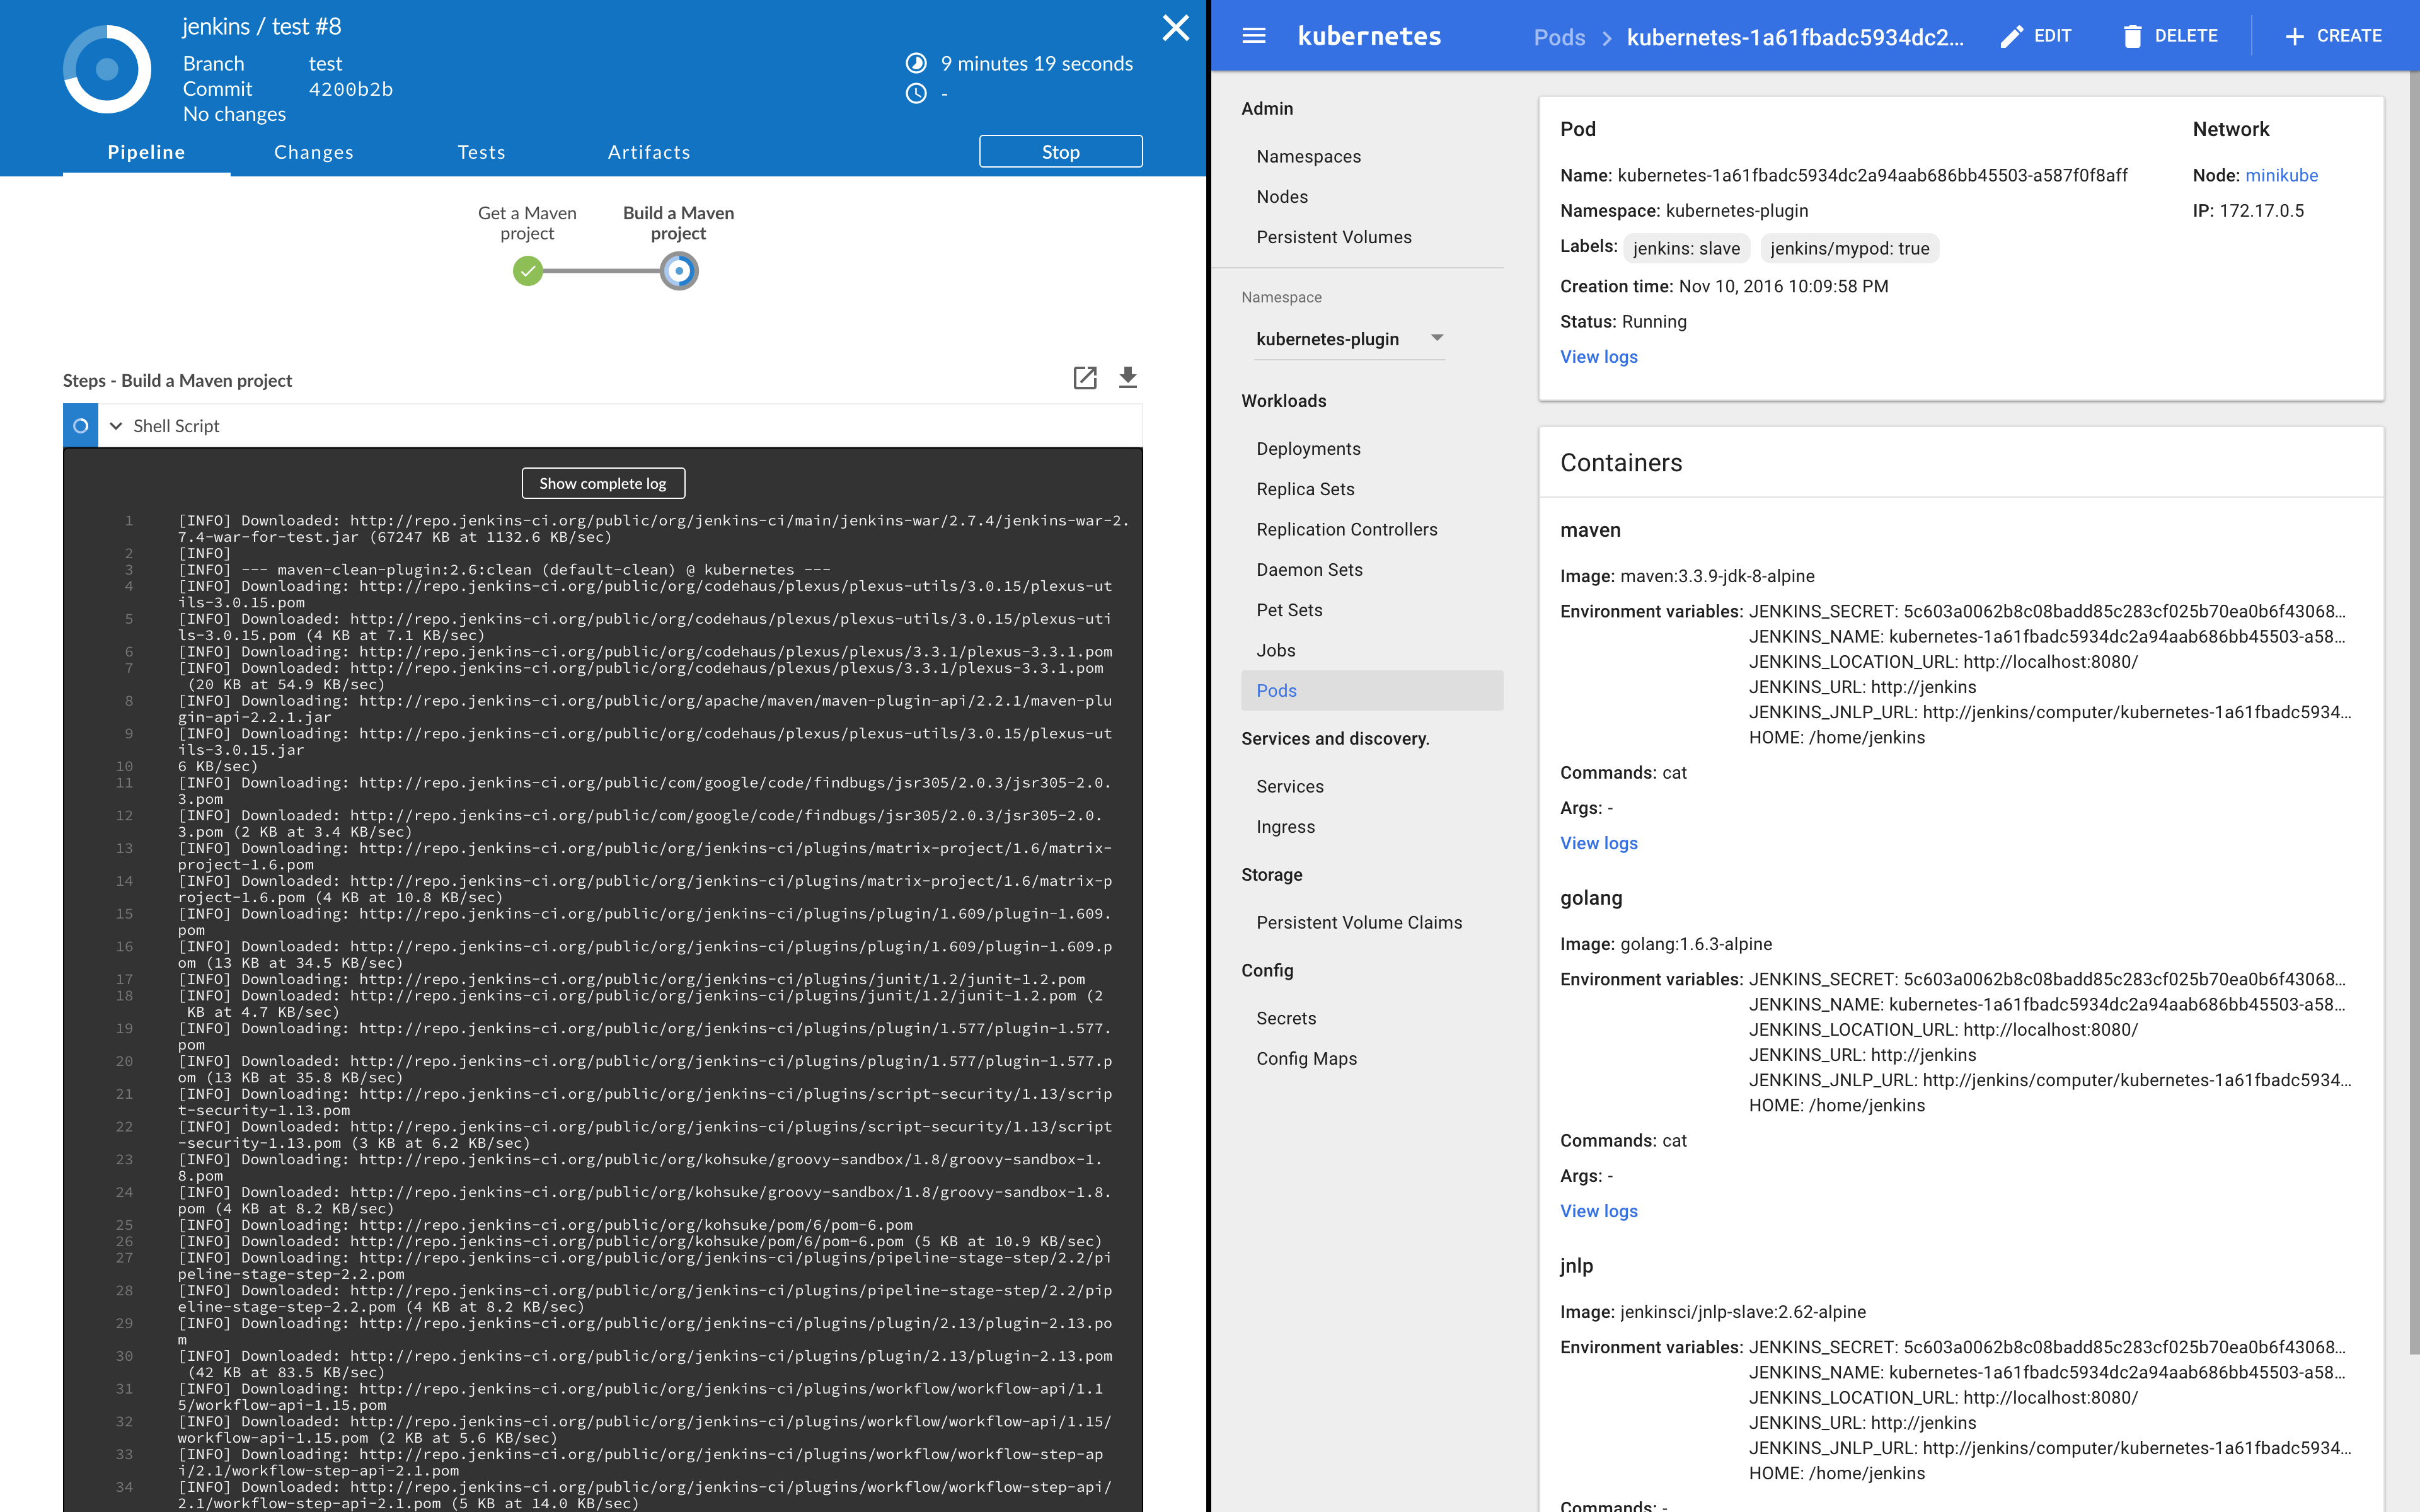 jenkins / test #8
Branch test
Commit 4200b2b
No changes
9 minutes 19 seconds
-
Pipeline Changes Tests Artifacts Stop
Get a Maven
project
Build a Maven
project
Steps - Build a Maven project
Shell Script
Show complete log
1 [INFO] Downloaded: http://repo.jenkins-ci.org/public/org/jenkins-ci/main/jenkins-war/2.7.4/jenkins-war-2.
7.4-war-for-test.jar (67247 KB at 1132.6 KB/sec)
2 [INFO]
3 [INFO] --- maven-clean-plugin:2.6:clean (default-clean) @ kubernetes ---
4 [INFO] Downloading: http://repo.jenkins-ci.org/public/org/codehaus/plexus/plexus-utils/3.0.15/plexus-ut
ils-3.0.15.pom
5 [INFO] Downloaded: http://repo.jenkins-ci.org/public/org/codehaus/plexus/plexus-utils/3.0.15/plexus-uti
ls-3.0.15.pom (4 KB at 7.1 KB/sec)
6 [INFO] Downloading: http://repo.jenkins-ci.org/public/org/codehaus/plexus/plexus/3.3.1/plexus-3.3.1.pom
7 [INFO] Downloaded: http://repo.jenkins-ci.org/public/org/codehaus/plexus/plexus/3.3.1/plexus-3.3.1.pom
(20 KB at 54.9 KB/sec)
8 [INFO] Downloading: http://repo.jenkins-ci.org/public/org/apache/maven/maven-plugin-api/2.2.1/maven-plu
gin-api-2.2.1.jar
9 [INFO] Downloading: http://repo.jenkins-ci.org/public/org/codehaus/plexus/plexus-utils/3.0.15/plexus-ut
ils-3.0.15.jar
10 6 KB/sec)
11 [INFO] Downloading: http://repo.jenkins-ci.org/public/com/google/code/findbugs/jsr305/2.0.3/jsr305-2.0.
3.pom
12 [INFO] Downloaded: http://repo.jenkins-ci.org/public/com/google/code/findbugs/jsr305/2.0.3/jsr305-2.0.
3.pom (2 KB at 3.4 KB/sec)
13 [INFO] Downloading: http://repo.jenkins-ci.org/public/org/jenkins-ci/plugins/matrix-project/1.6/matrix-
project-1.6.pom
14 [INFO] Downloaded: http://repo.jenkins-ci.org/public/org/jenkins-ci/plugins/matrix-project/1.6/matrix-p
roject-1.6.pom (4 KB at 10.8 KB/sec)
15 [INFO] Downloading: http://repo.jenkins-ci.org/public/org/jenkins-ci/plugins/plugin/1.609/plugin-1.609.
pom
16 [INFO] Downloaded: http://repo.jenkins-ci.org/public/org/jenkins-ci/plugins/plugin/1.609/plugin-1.609.p
om (13 KB at 34.5 KB/sec)
17 [INFO] Downloading: http://repo.jenkins-ci.org/public/org/jenkins-ci/plugins/junit/1.2/junit-1.2.pom
18 [INFO] Downloaded: http://repo.jenkins-ci.org/public/org/jenkins-ci/plugins/junit/1.2/junit-1.2.pom (2
KB at 4.7 KB/sec)
19 [INFO] Downloading: http://repo.jenkins-ci.org/public/org/jenkins-ci/plugins/plugin/1.577/plugin-1.577.
pom
20 [INFO] Downloaded: http://repo.jenkins-ci.org/public/org/jenkins-ci/plugins/plugin/1.577/plugin-1.577.p
om (13 KB at 35.8 KB/sec)
21 [INFO] Downloading: http://repo.jenkins-ci.org/public/org/jenkins-ci/plugins/script-security/1.13/scrip
t-security-1.13.pom
22 [INFO] Downloaded: http://repo.jenkins-ci.org/public/org/jenkins-ci/plugins/script-security/1.13/script
-security-1.13.pom (3 KB at 6.2 KB/sec)
23 [INFO] Downloading: http://repo.jenkins-ci.org/public/org/kohsuke/groovy-sandbox/1.8/groovy-sandbox-1.
8.pom
24 [INFO] Downloaded: http://repo.jenkins-ci.org/public/org/kohsuke/groovy-sandbox/1.8/groovy-sandbox-1.8.
pom (4 KB at 8.2 KB/sec)
25 [INFO] Downloading: http://repo.jenkins-ci.org/public/org/kohsuke/pom/6/pom-6.pom
26 [INFO] Downloaded: http://repo.jenkins-ci.org/public/org/kohsuke/pom/6/pom-6.pom (5 KB at 10.9 KB/sec)
27 [INFO] Downloading: http://repo.jenkins-ci.org/public/org/jenkins-ci/plugins/pipeline-stage-step/2.2/pi
peline-stage-step-2.2.pom
28 [INFO] Downloaded: http://repo.jenkins-ci.org/public/org/jenkins-ci/plugins/pipeline-stage-step/2.2/pip
eline-stage-step-2.2.pom (4 KB at 8.2 KB/sec)
29 [INFO] Downloading: http://repo.jenkins-ci.org/public/org/jenkins-ci/plugins/plugin/2.13/plugin-2.13.po
m
30 [INFO] Downloaded: http://repo.jenkins-ci.org/public/org/jenkins-ci/plugins/plugin/2.13/plugin-2.13.pom
(42 KB at 83.5 KB/sec)
31 [INFO] Downloading: http://repo.jenkins-ci.org/public/org/jenkins-ci/plugins/workflow/workflow-api/1.1
5/workflow-api-1.15.pom
32 [INFO] Downloaded: http://repo.jenkins-ci.org/public/org/jenkins-ci/plugins/workflow/workflow-api/1.15/
workflow-api-1.15.pom (2 KB at 5.6 KB/sec)
33 [INFO] Downloading: http://repo.jenkins-ci.org/public/org/jenkins-ci/plugins/workflow/workflow-step-ap
i/2.1/workflow-step-api-2.1.pom
34 [INFO] Downloaded: http://repo.jenkins-ci.org/public/org/jenkins-ci/plugins/workflow/workflow-step-api/
2.1/workflow-step-api-2.1.pom (5 KB at 14.0 KB/sec)
kubernetes Pods > kubernetes-1a61fbadc5934dc2... EDIT DELETE CREATE
Admin
Namespaces
Nodes
Persistent Volumes
Namespace
kubernetes-plugin
Workloads
Deployments
Replica Sets
Replication Controllers
Daemon Sets
Pet Sets
Jobs
Pods
Services and discovery.
Services
Ingress
Storage
Persistent Volume Claims
Config
Secrets
Config Maps
Pod
Name: kubernetes-1a61fbadc5934dc2a94aab686bb45503-a587f0f8aff
Namespace: kubernetes-plugin
Labels: jenkins: slave jenkins/mypod: true
Creation time: Nov 10, 2016 10:09:58 PM
Status: Running
View logs
Network
Node: minikube
IP: 172.17.0.5
Containers
maven
Image: maven:3.3.9-jdk-8-alpine
Environment variables: JENKINS_SECRET: 5c603a0062b8c08badd85c283cf025b70ea0b6f43068...
JENKINS_NAME: kubernetes-1a61fbadc5934dc2a94aab686bb45503-a58...
JENKINS_LOCATION_URL: http://localhost:8080/
JENKINS_URL: http://jenkins
JENKINS_JNLP_URL: http://jenkins/computer/kubernetes-1a61fbadc5934...
HOME: /home/jenkins
Commands: cat
Args: -
View logs
golang
Image: golang:1.6.3-alpine
Environment variables: JENKINS_SECRET: 5c603a0062b8c08badd85c283cf025b70ea0b6f43068...
JENKINS_NAME: kubernetes-1a61fbadc5934dc2a94aab686bb45503-a58...
JENKINS_LOCATION_URL: http://localhost:8080/
JENKINS_URL: http://jenkins
JENKINS_JNLP_URL: http://jenkins/computer/kubernetes-1a61fbadc5934...
HOME: /home/jenkins
Commands: cat
Args: -
View logs
jnlp
Image: jenkinsci/jnlp-slave:2.62-alpine
Environment variables: JENKINS_SECRET: 5c603a0062b8c08badd85c283cf025b70ea0b6f43068...
JENKINS_NAME: kubernetes-1a61fbadc5934dc2a94aab686bb45503-a58...
JENKINS_LOCATION_URL: http://localhost:8080/
JENKINS_URL: http://jenkins
JENKINS_JNLP_URL: http://jenkins/computer/kubernetes-1a61fbadc5934...
HOME: /home/jenkins
Commands: -